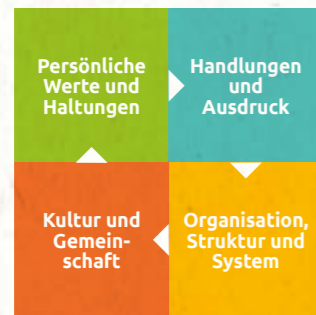 Persönliche
Werte und
Haltungen
Handlungen
und
Ausdruck
Kultur und
Gemein-
schaft
Organisation,
Struktur und
System